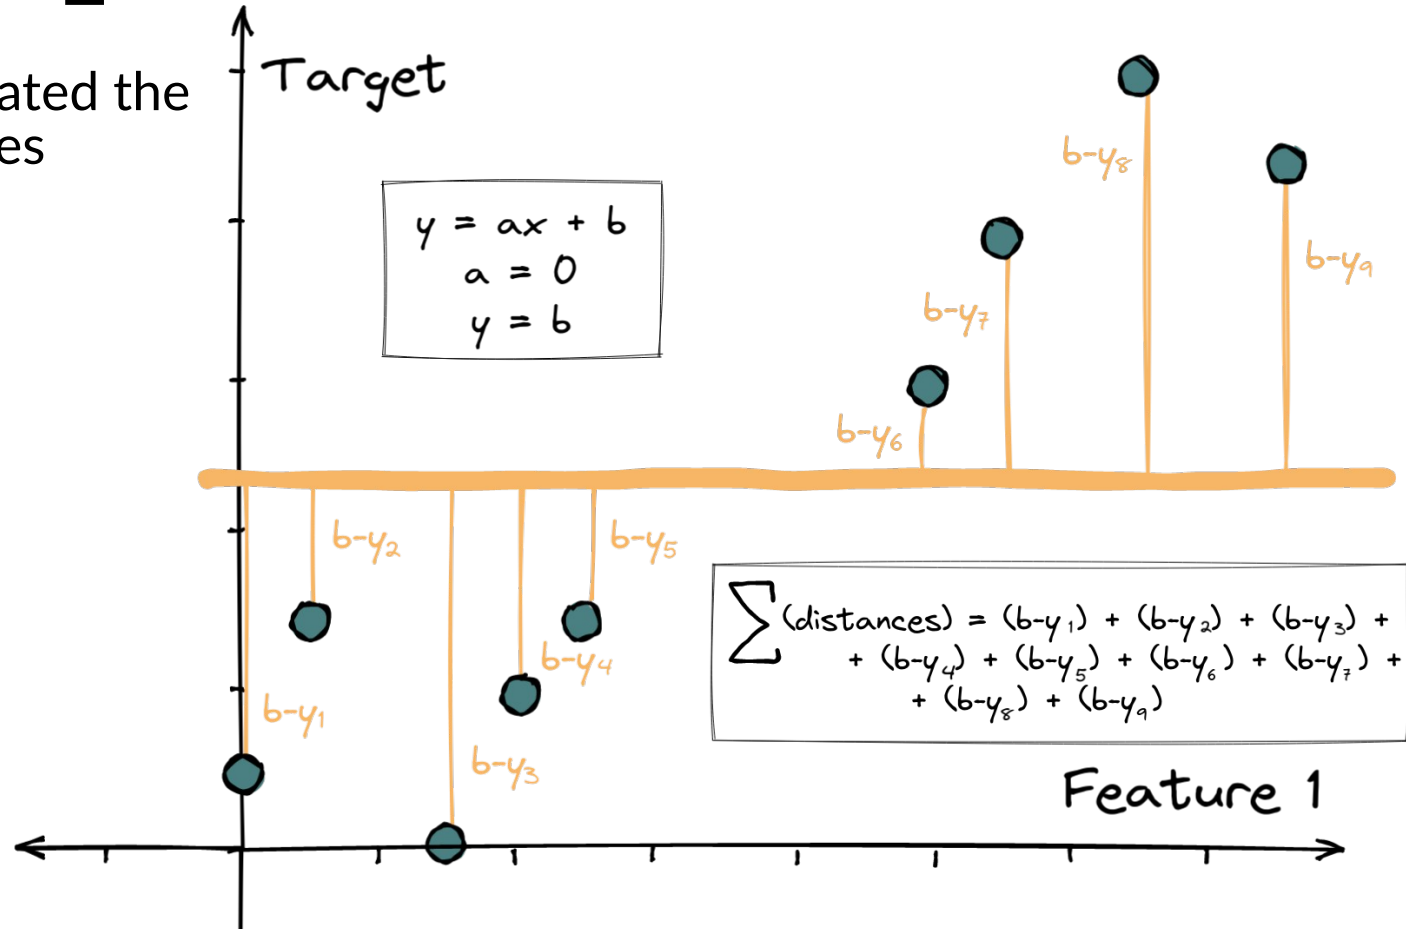 ated the
es
Target
y = ax + b
a = 0
y = b
b-y₈
b-y₉
b-y₇
b-y₆
b-y₂
b-y₅
b-y₄
b-y₁
b-y₃
∑(distances) = (b-y₁) + (b-y₂) + (b-y₃) +
+ (b-y₄) + (b-y₅) + (b-y₆) + (b-y₇) +
+ (b-y₈) + (b-y₉)
Feature 1